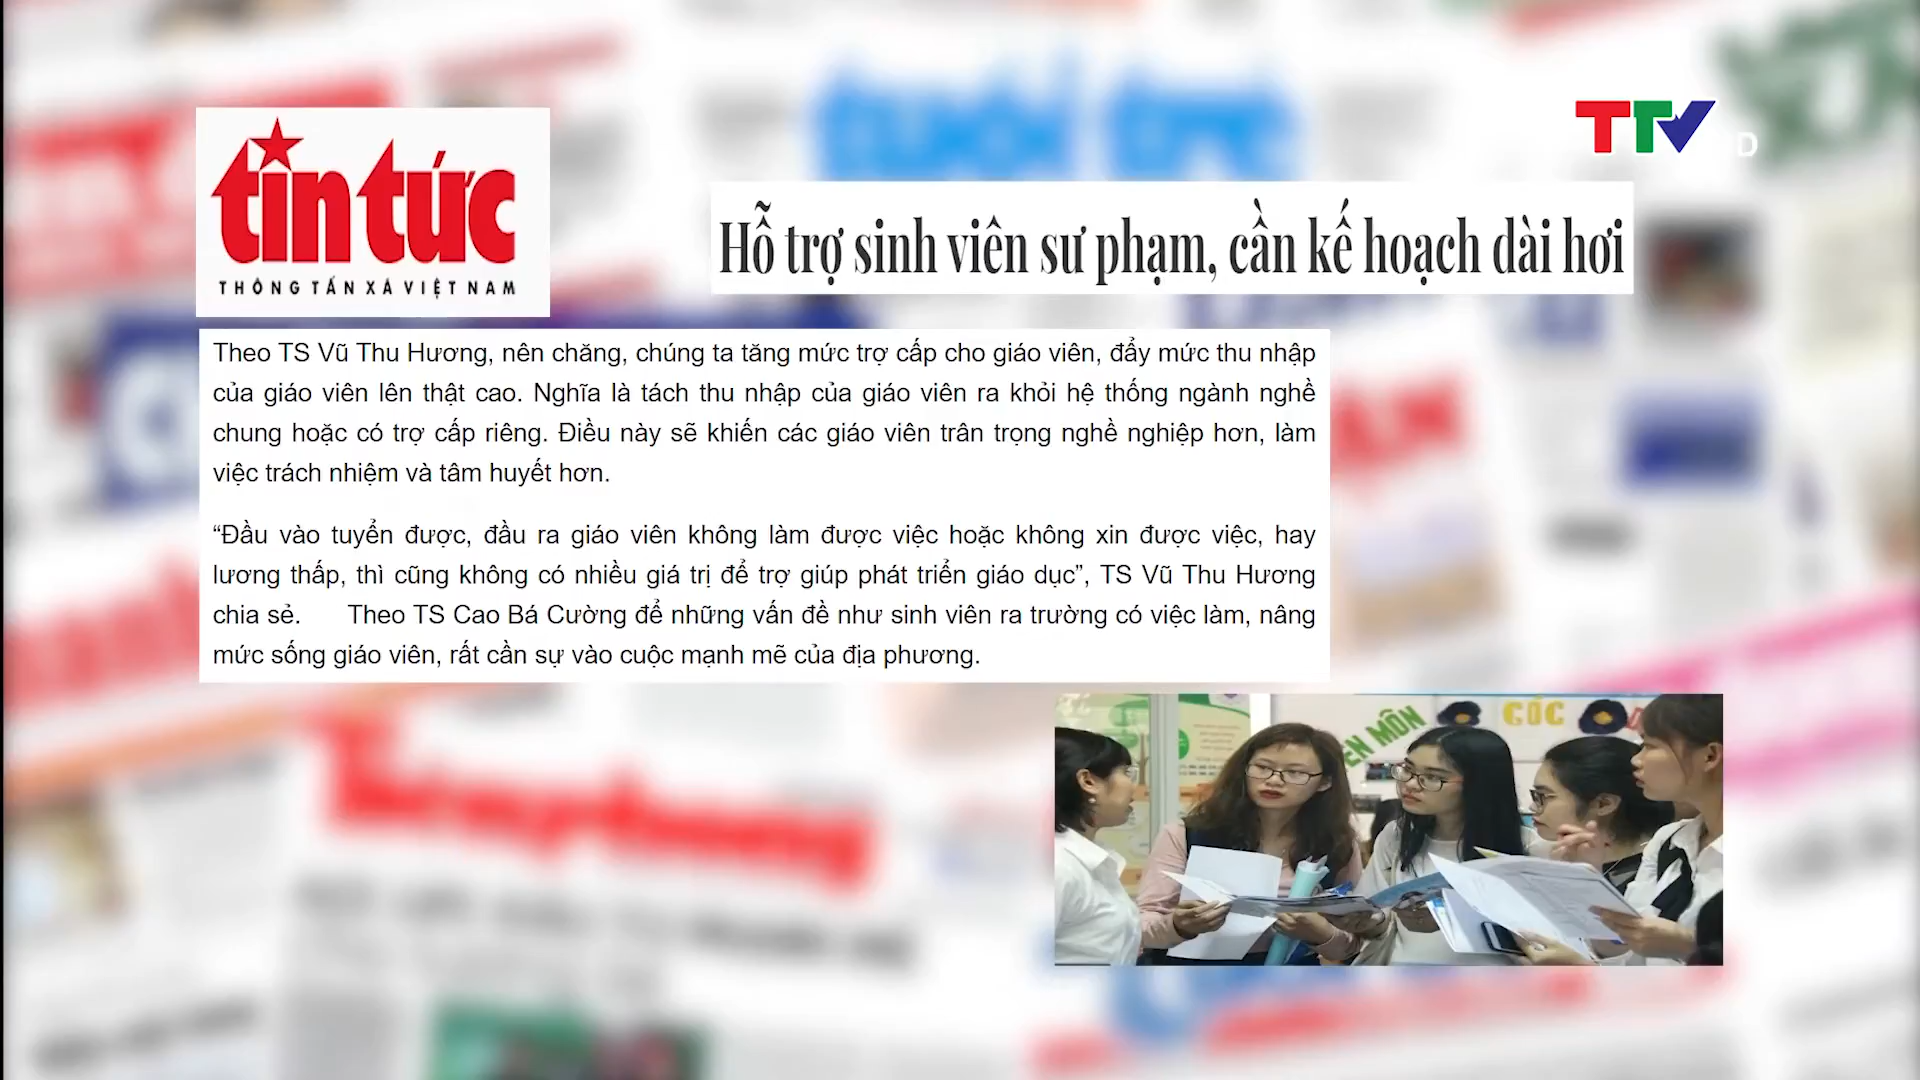 tin tức
THÔNG TẤN XÃ VIỆT NAM
TTV
D
Hỗ trợ sinh viên sư phạm, cần kế hoạch dài hơi
Theo TS Vũ Thu Hương, nên chăng, chúng ta tăng mức trợ cấp cho giáo viên, đẩy mức thu nhập
của giáo viên lên thật cao. Nghĩa là tách thu nhập của giáo viên ra khỏi hệ thống ngành nghề
chung hoặc có trợ cấp riêng. Điều này sẽ khiến các giáo viên trân trọng nghề nghiệp hơn, làm
việc trách nhiệm và tâm huyết hơn.
“Đầu vào tuyển được, đầu ra giáo viên không làm được việc hoặc không xin được việc, hay
lương thấp, thì cũng không có nhiều giá trị để trợ giúp phát triển giáo dục”, TS Vũ Thu Hương
chia sẻ. Theo TS Cao Bá Cường để những vấn đề như sinh viên ra trường có việc làm, nâng
mức sống giáo viên, rất cần sự vào cuộc mạnh mẽ của địa phương.
EN MÔN
GÓC